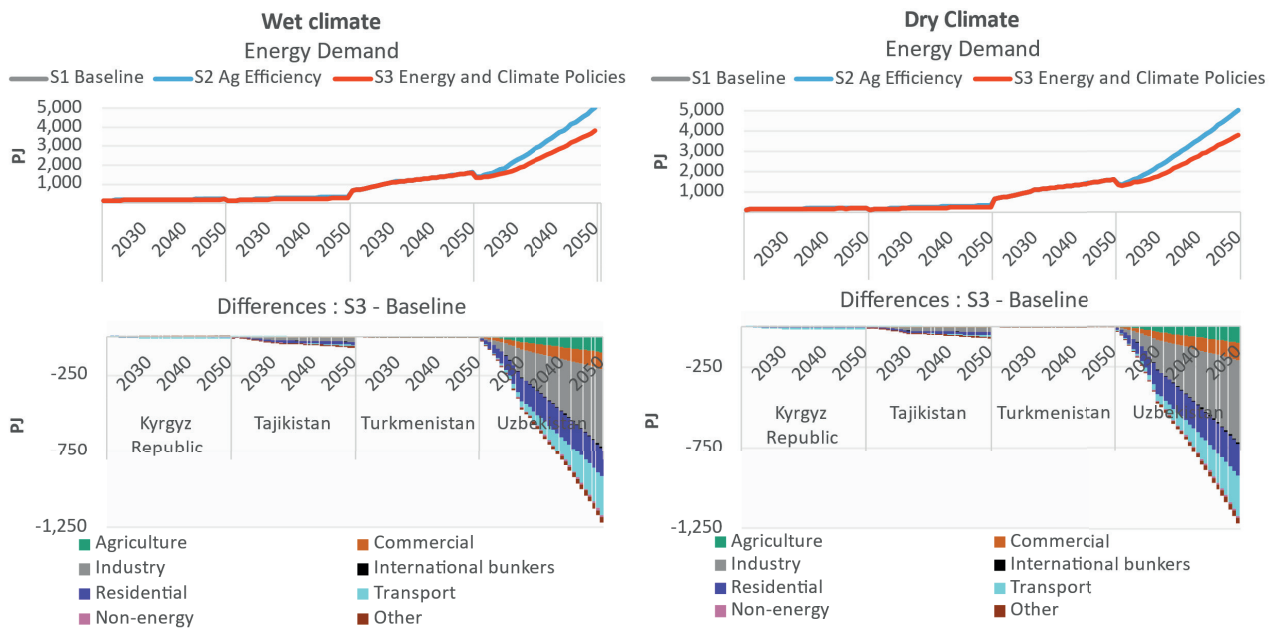 Wet climate
Energy Demand
S1 Baseline S2 Ag Efficiency S3 Energy and Climate Policies
5,000
4,000
3,000
2,000
1,000
PJ
2030 2040 2050 2030 2040 2050 2030 2040 2050 2030 2040 2050
Differences : S3 - Baseline
-250
-750
-1,250
PJ
2030 2040 2050 2030 2040 2050 2030 2040 2050 2030 2040 2050
Kyrgyz Republic
Tajikistan
Turkmenistan
Uzbekistan
Agriculture Commercial
Industry International bunkers
Residential Transport
Non-energy Other
Dry Climate
Energy Demand
S1 Baseline S2 Ag Efficiency S3 Energy and Climate Policies
5,000
4,000
3,000
2,000
1,000
PJ
2030 2040 2050 2030 2040 2050 2030 2040 2050 2030 2040 2050
Differences : S3 - Baseline
-250
-750
-1,250
PJ
2030 2040 2050 2030 2040 2050 2030 2040 2050 2030 2040 2050
Kyrgyz Republic
Tajikistan
Turkmenistan
Uzbekistan
Agriculture Commercial
Industry International bunkers
Residential Transport
Non-energy Other